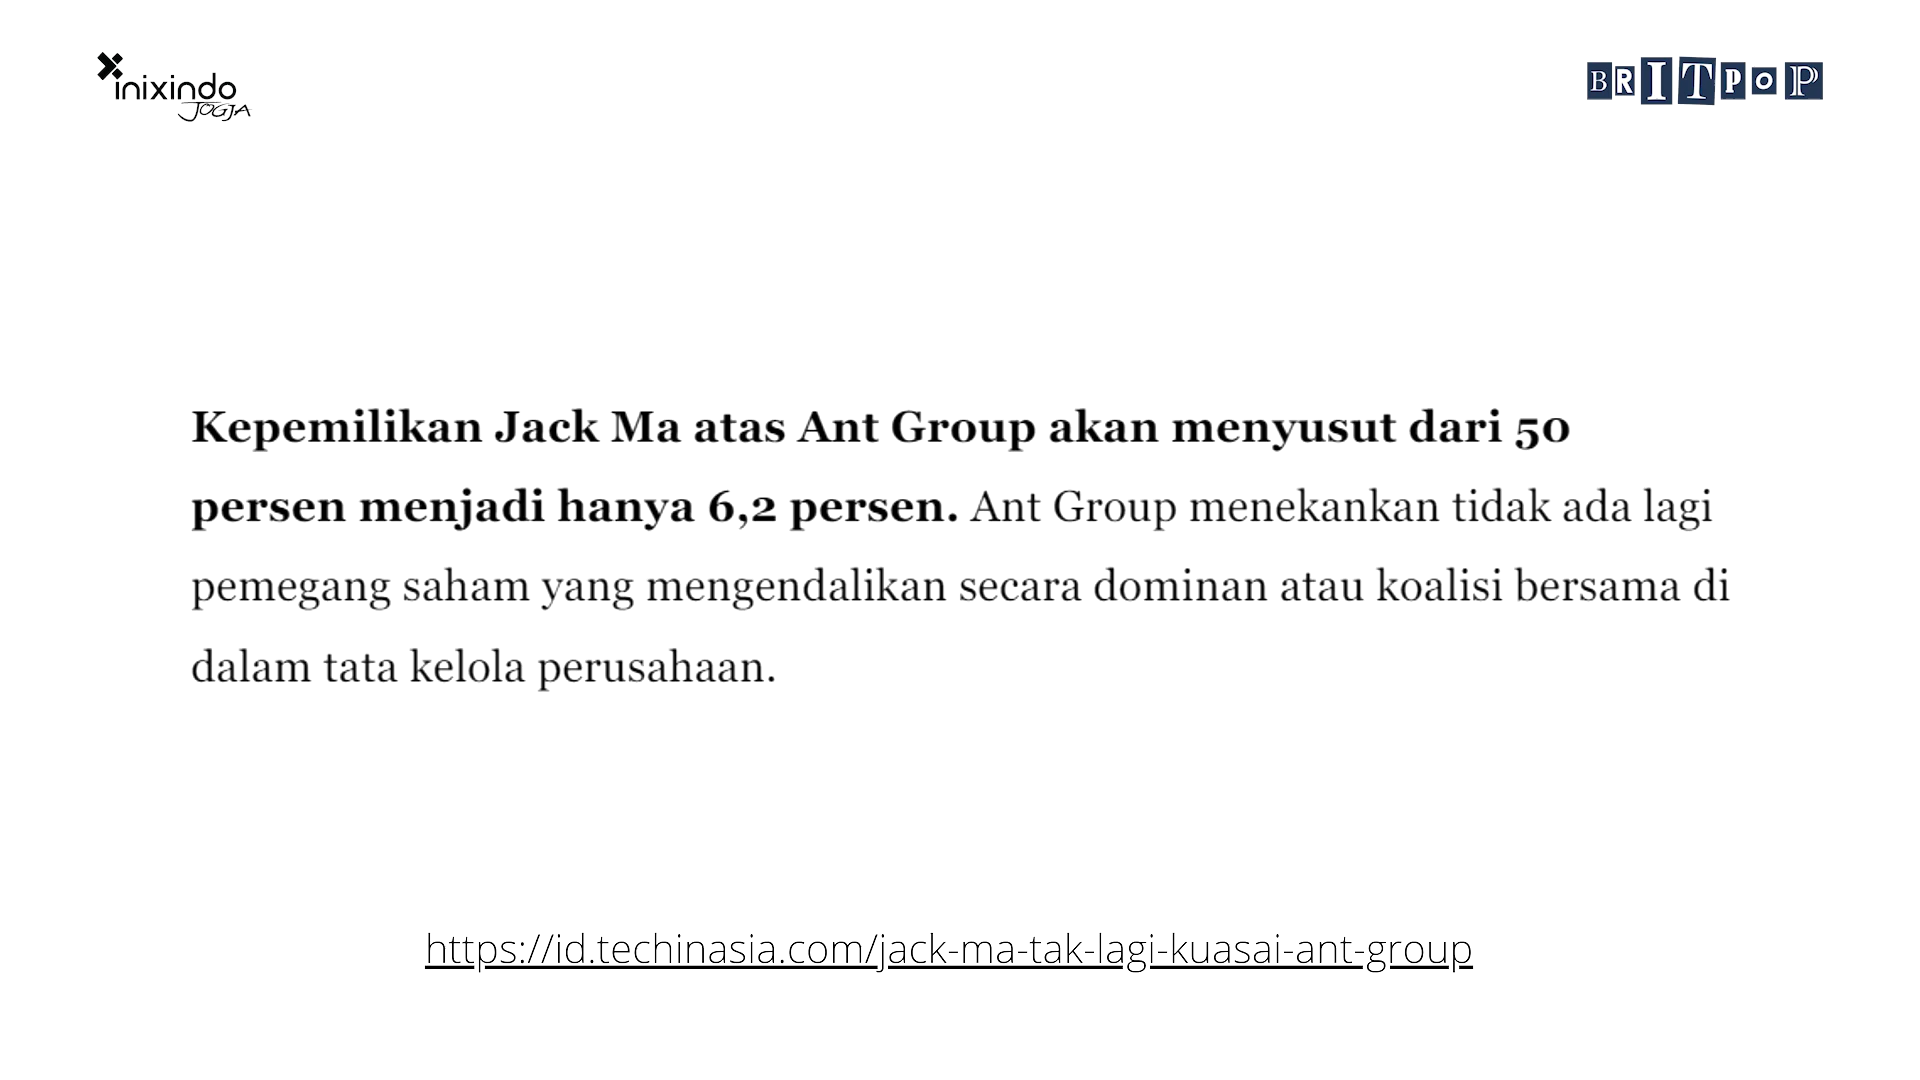 inixindo
JOGJA
BRITPOP
Kepemilikan Jack Ma atas Ant Group akan menyusut dari 50
persen menjadi hanya 6,2 persen. Ant Group menekankan tidak ada lagi
pemegang saham yang mengendalikan secara dominan atau koalisi bersama di
dalam tata kelola perusahaan.
https://id.techinasia.com/jack-ma-tak-lagi-kuasai-ant-group